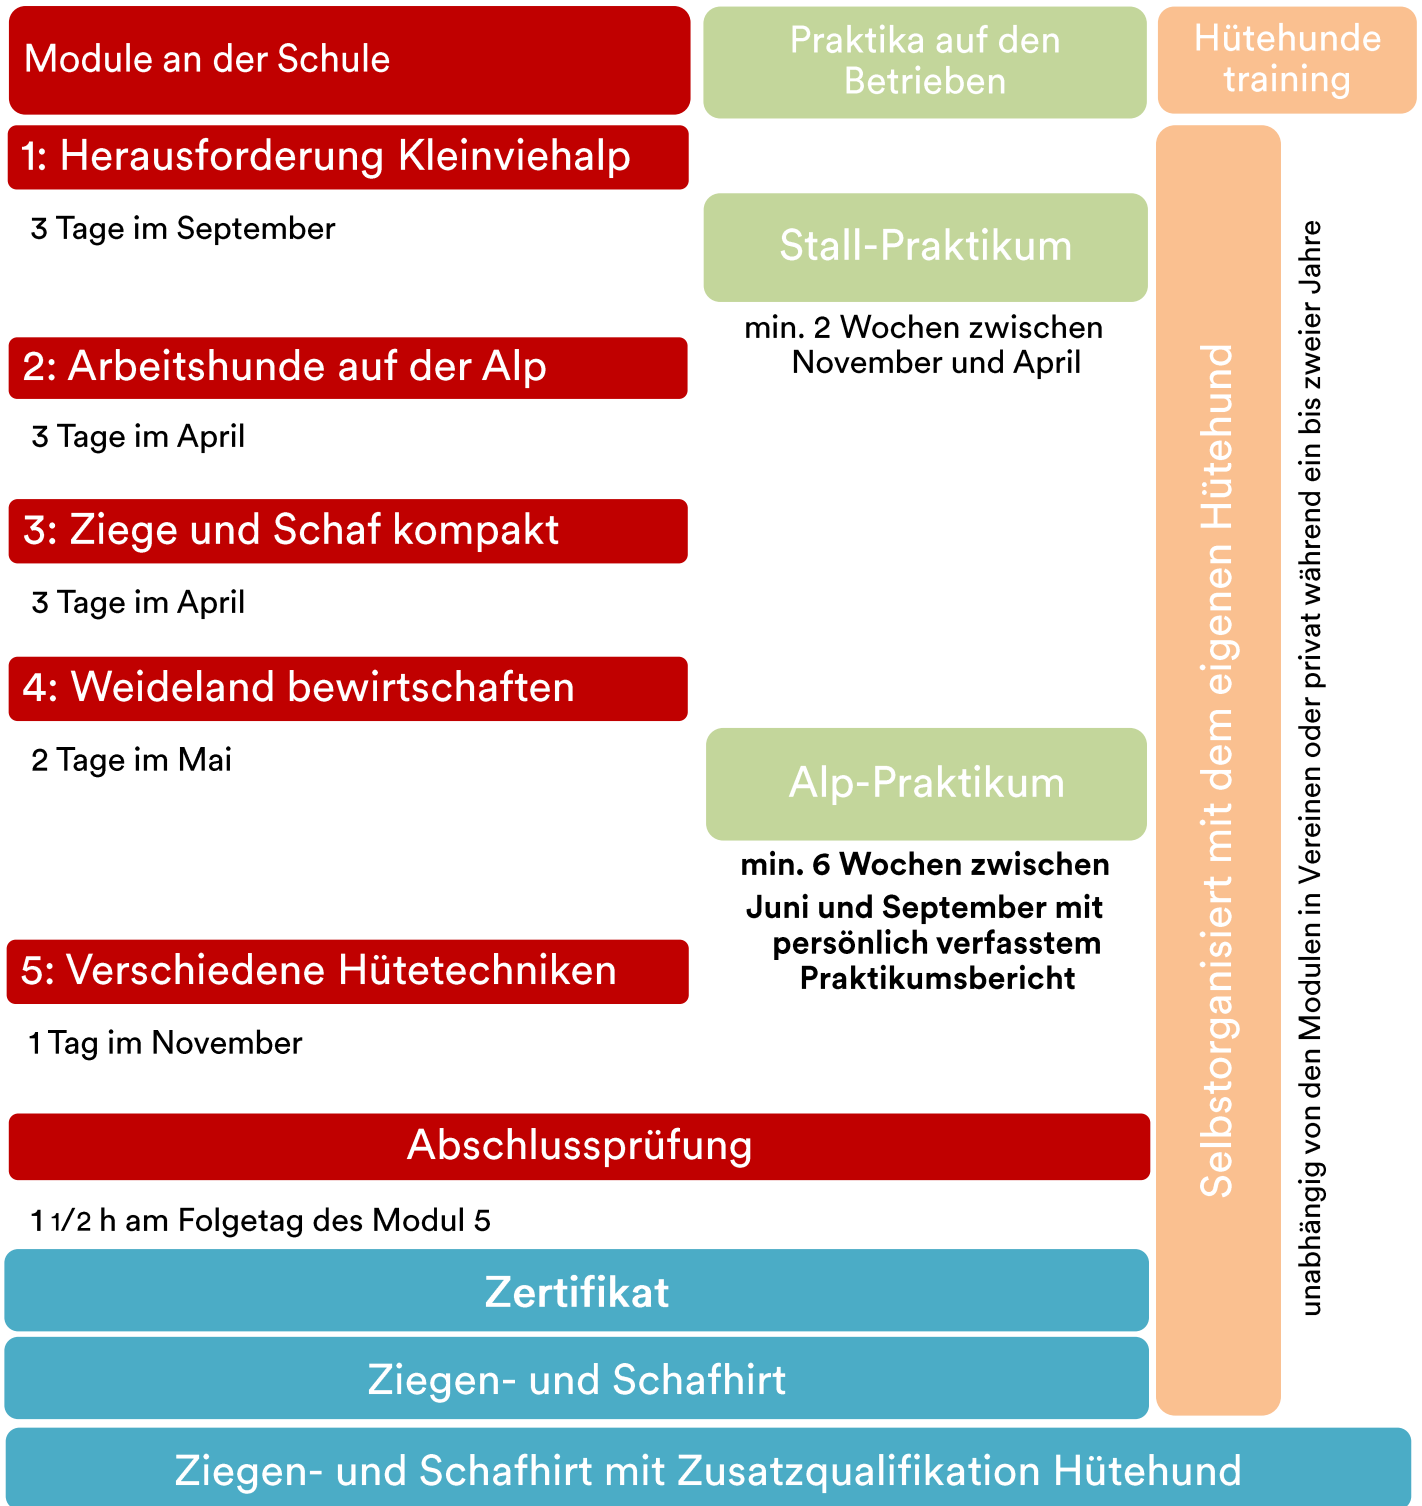 Module an der Schule
Praktika auf den
Betrieben
Hütehunde
training
1: Herausforderung Kleinviehalp
3 Tage im September
Stall-Praktikum
min. 2 Wochen zwischen
November und April
2: Arbeitshunde auf der Alp
3 Tage im April
3: Ziege und Schaf kompakt
3 Tage im April
4: Weideland bewirtschaften
2 Tage im Mai
Alp-Praktikum
min. 6 Wochen zwischen
Juni und September mit
persönlich verfasstem
Praktikumsbericht
5: Verschiedene Hütetechniken
1 Tag im November
Selbstorganisiert mit dem eigenen Hütehund
unabhängig von den Modulen in Vereinen oder privat während ein bis zweier Jahre
Abschlussprüfung
1 1/2 h am Folgetag des Modul 5
Zertifikat
Ziegen- und Schafhirt
Ziegen- und Schafhirt mit Zusatzqualifikation Hütehund